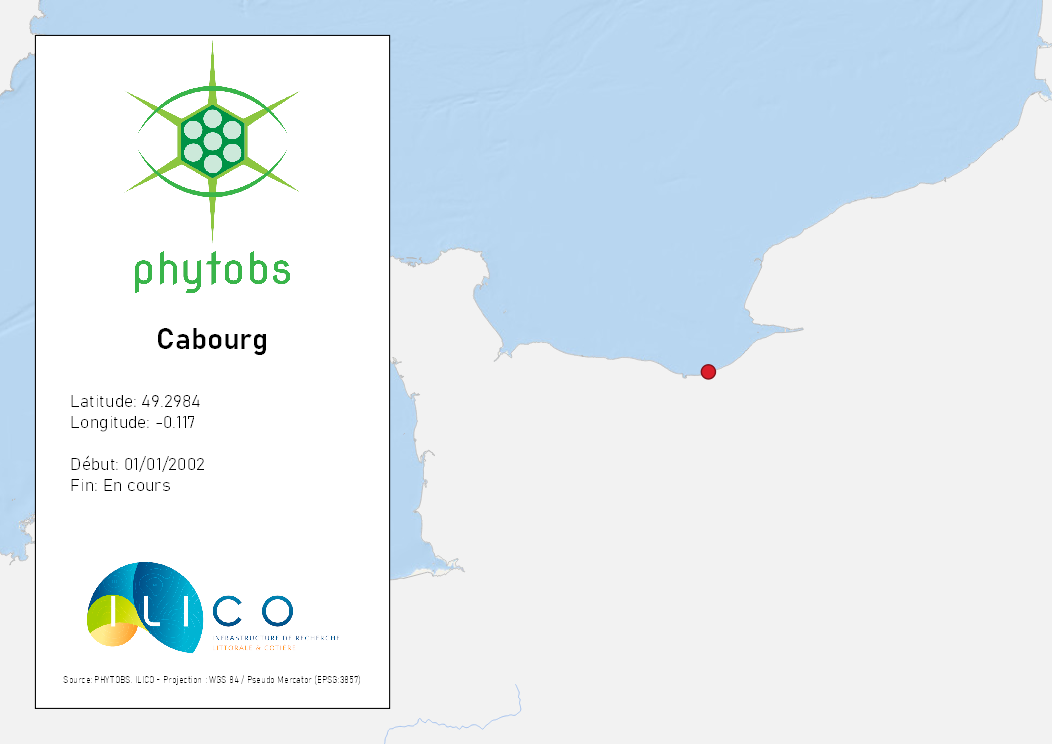 phytobs
Cabourg
Latitude: 49.2984
Longitude: -0.117
Début: 01/01/2002
Fin: En cours
ILICO
INFRASTRUCTURE DE RECHERCHE
LITTORALE & CÔTIÈRE
Source: PHYTOBS, ILICO - Projection : WGS 84 / Pseudo Mercator (EPSG:3857)